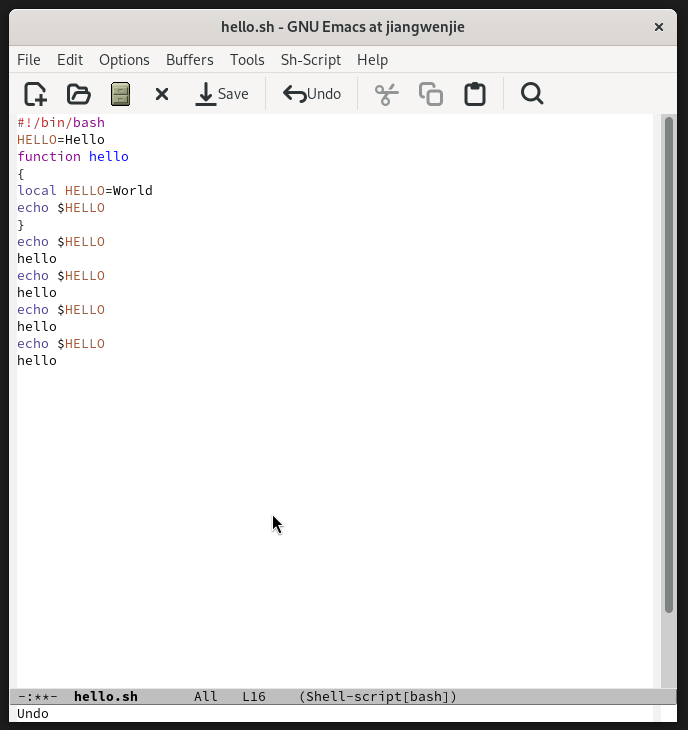 hello.sh - GNU Emacs at jiangwenjie
File Edit Options Buffers Tools Sh-Script Help
Save Undo
#!/bin/bash
HELLO=Hello
function hello
{
local HELLO=World
echo $HELLO
}
echo $HELLO
hello
echo $HELLO
hello
echo $HELLO
hello
echo $HELLO
hello
-:**- hello.sh All L16 (Shell-script[bash])
Undo